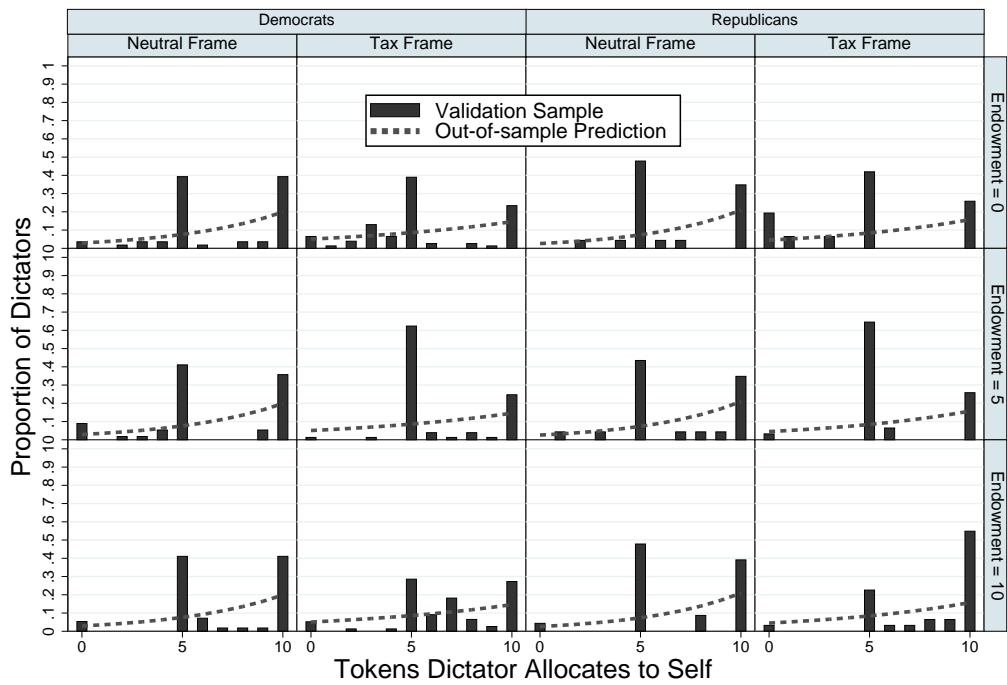 Democrats
Republicans
Neutral Frame
Tax Frame
Neutral Frame
Tax Frame
Validation Sample
Out-of-sample Prediction
Proportion of Dictators
0 .1 .2 .3 .4 .5 .6 .7 .8 .9 1
Endowment = 0
0 .1 .2 .3 .4 .5 .6 .7 .8 .9 1
Endowment = 5
0 .1 .2 .3 .4 .5 .6 .7 .8 .9 1
Endowment = 10
0 5 10 0 5 10 0 5 10 0 5 10
Tokens Dictator Allocates to Self